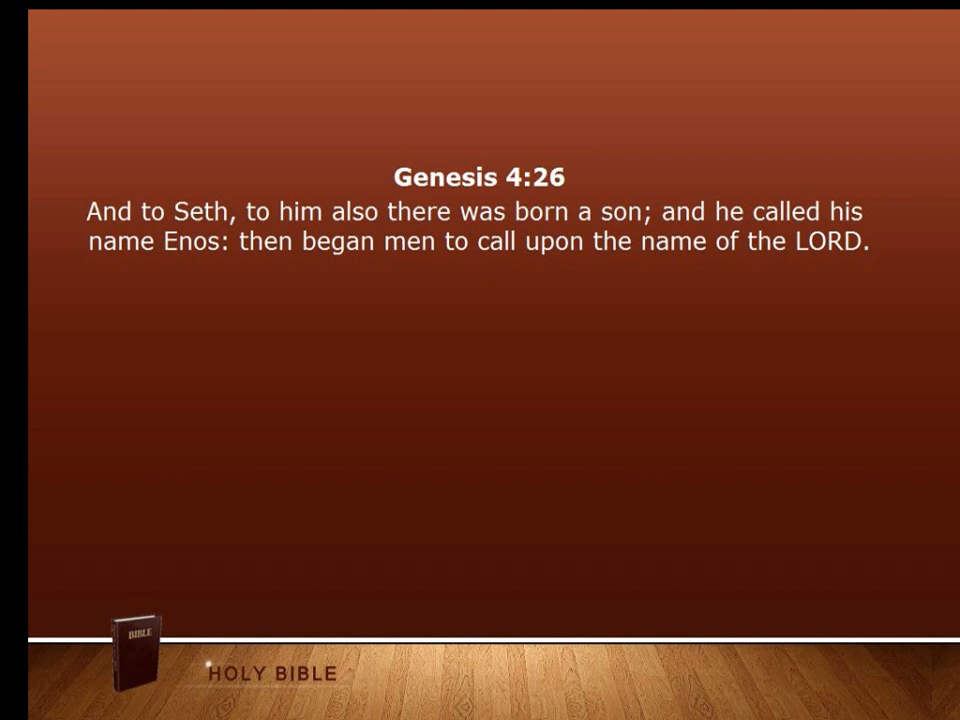 Genesis 4:26
And to Seth, to him also there was born a son; and he called his
name Enos: then began men to call upon the name of the LORD.
BIBLE
HOLY BIBLE